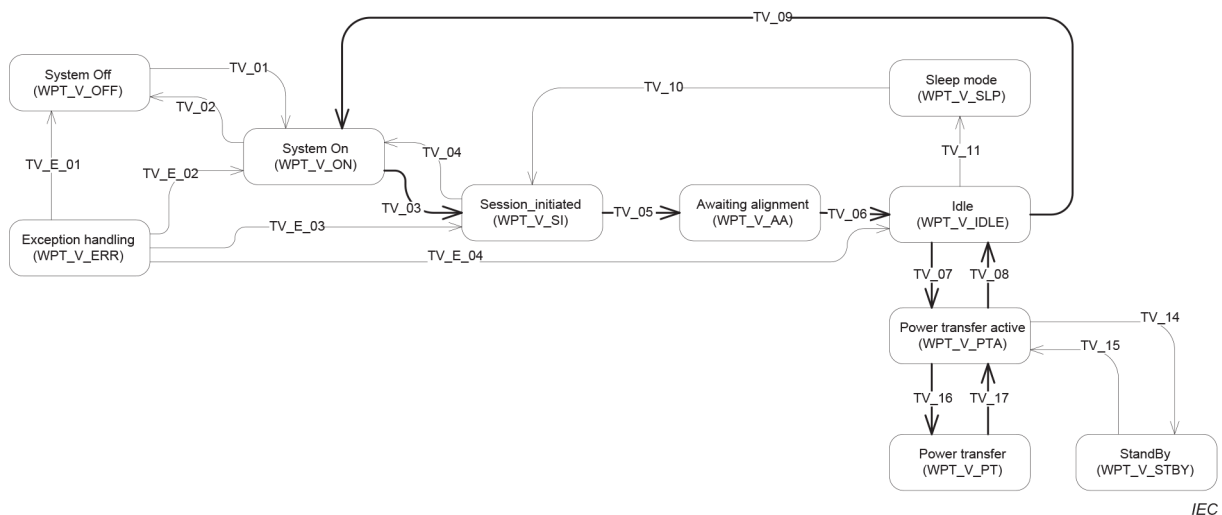 TV_09
System Off
(WPT_V_OFF)
TV_01
Sleep mode
(WPT_V_SLP)
TV_10
TV_02
System On
(WPT_V_ON)
TV_04
TV_11
TV_E_01
TV_E_02
TV_03
Session_initiated
(WPT_V_SI)
TV_05
Awaiting alignment
(WPT_V_AA)
TV_06
Idle
(WPT_V_IDLE)
TV_E_03
Exception handling
(WPT_V_ERR)
TV_E_04
TV_07
TV_08
Power transfer active
(WPT_V_PTA)
TV_14
TV_15
TV_16
TV_17
Power transfer
(WPT_V_PT)
StandBy
(WPT_V_STBY)
IEC